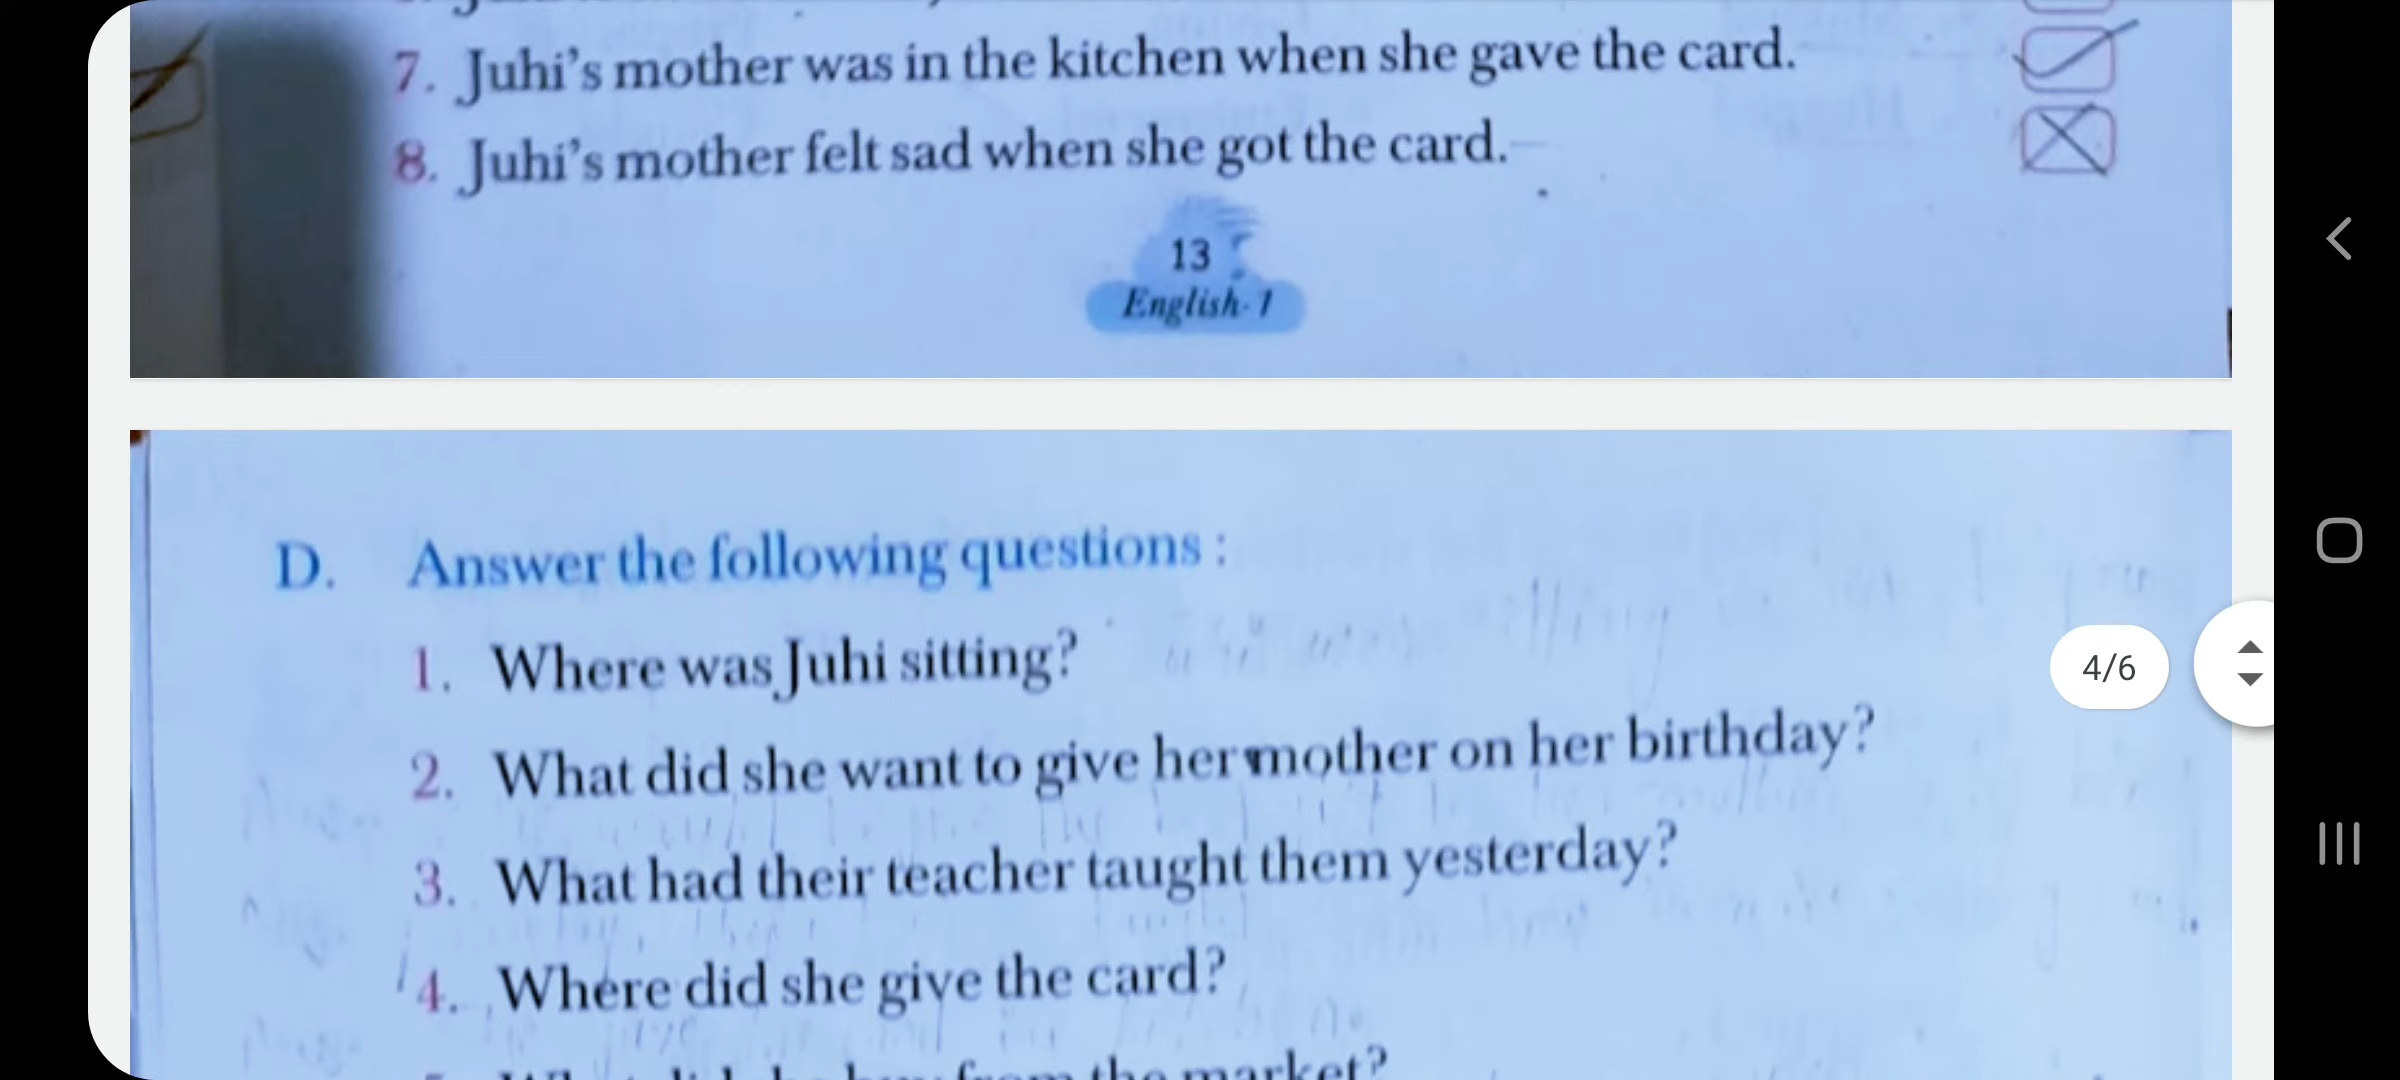 7. Juhi's mother was in the kitchen when she gave the card.
8. Juhi's mother felt sad when she got the card.
13
English-1
D. Answer the following questions :
1. Where was Juhi sitting?
2. What did she want to give her mother on her birthday?
4/6
3. What had their teacher taught them yesterday?
4. Where did she give the card?
from the market?